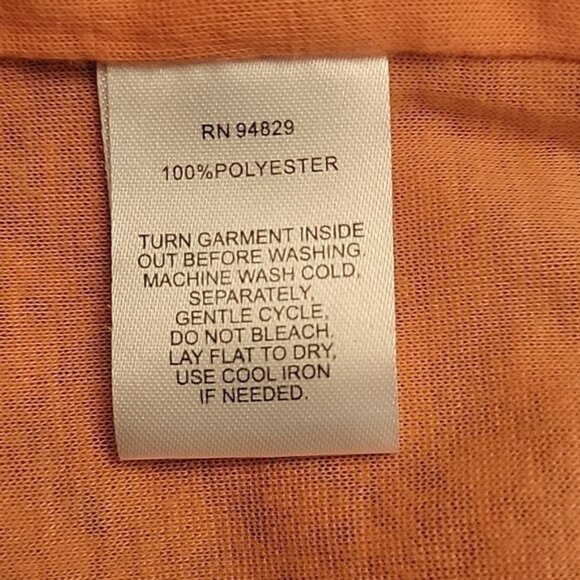 RN 94829
100%POLYESTER
TURN GARMENT INSIDE
OUT BEFORE WASHING.
MACHINE WASH COLD,
SEPARATELY,
GENTLE CYCLE,
DO NOT BLEACH.
LAY FLAT TO DRY,
USE COOL IRON
IF NEEDED.